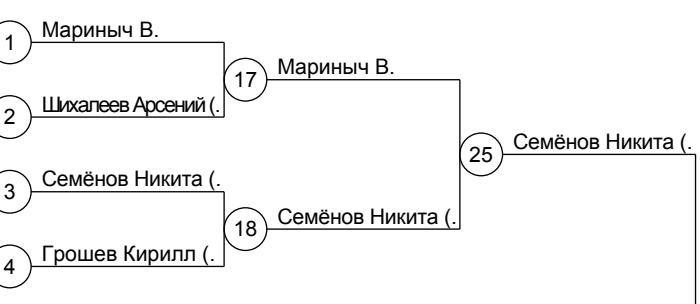 1 Мариныч В.
17 Мариныч В.
2 Шихалеев Арсений (.
25 Семёнов Никита (.
3 Семёнов Никита (.
18 Семёнов Никита (.
4 Грошев Кирилл (.